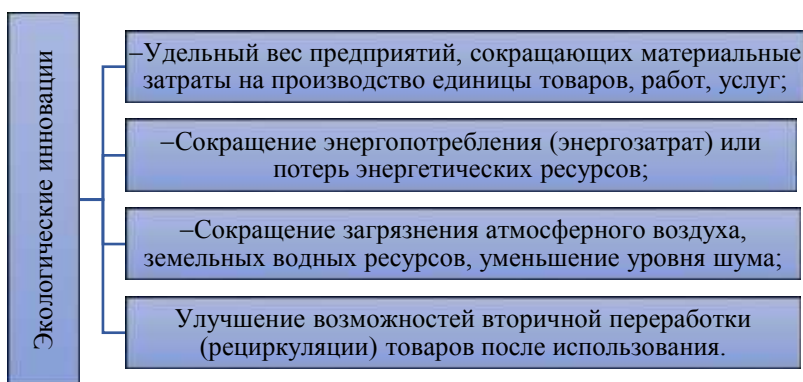 Экологические инновации
–Удельный вес предприятий, сокращающих материальные
затраты на производство единицы товаров, работ, услуг;
–Сокращение энергопотребления (энергозатрат) или
потерь энергетических ресурсов;
–Сокращение загрязнения атмосферного воздуха,
земельных водных ресурсов, уменьшение уровня шума;
Улучшение возможностей вторичной переработки
(рециркуляции) товаров после использования.